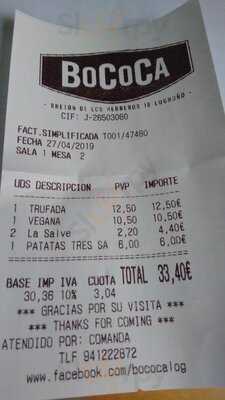 BoCoCA
- BRETON DE LOS HERREROS 10 LOGROÑO -
CIF: J-26503060
FACT.SIMPLIFICADA T001/47480
FECHA 27/04/2019
SALA 1 MESA 2
UDS DESCRIPCION PVP IMPORTE
1 TRUFADA 12,50 12,50€
1 VEGANA 10,50 10,50€
2 La Salve 2,20 4,40€
1 PATATAS TRES SA 6,00 6,00€
BASE IMP IVA CUOTA TOTAL 33,40€
30,36 10% 3,04
*** GRACIAS POR SU VISITA ***
*** THANKS FOR COMING ***
ATENDIDO POR: COMANDA
TLF 941222872
www.facebook.com/bococalog